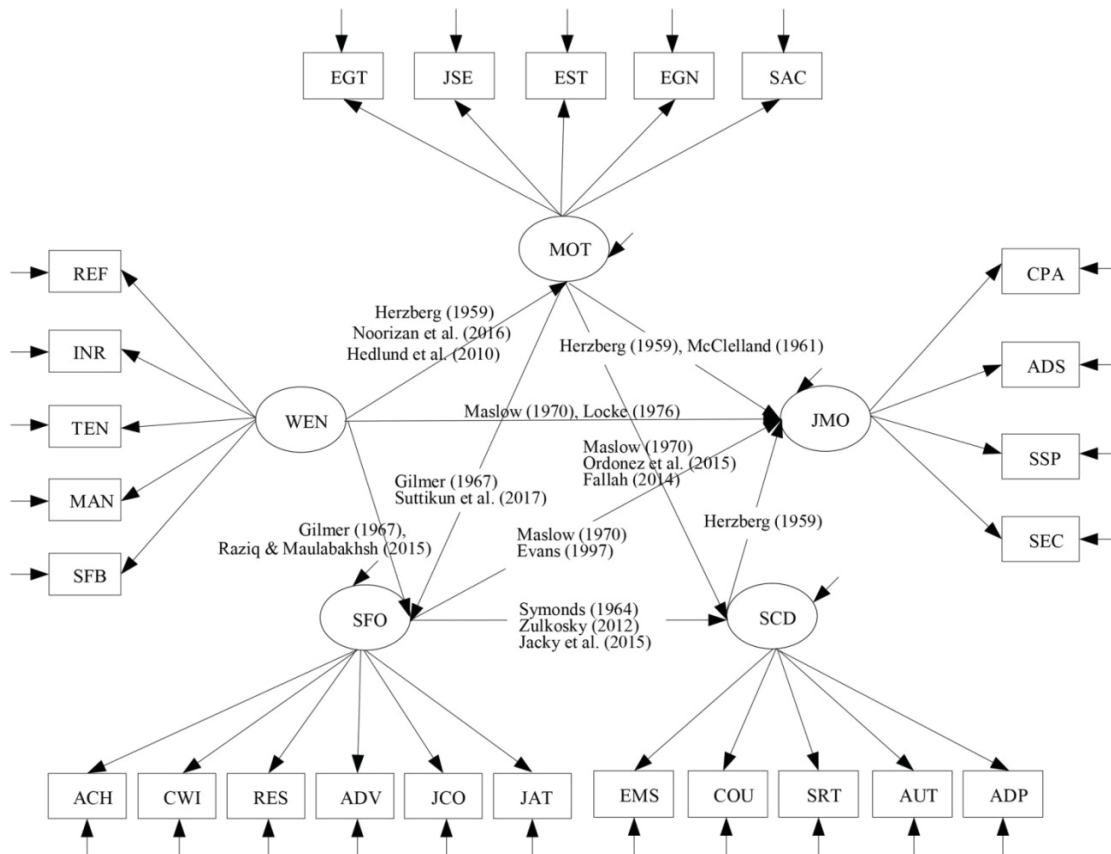 EGT
JSE
EST
EGN
SAC
MOT
REF
INR
TEN
MAN
SFB
WEN
Herzberg (1959)
Noorizan et al. (2016)
Hedlund et al. (2010)
Herzberg (1959), McClelland (1961)
CPA
ADS
SSP
SEC
JMO
Maslow (1970), Locke (1976)
Maslow (1970)
Ordonez et al. (2015)
Fallah (2014)
Gilmer (1967)
Suttikun et al. (2017)
Gilmer (1967),
Raziq & Maulabakhsh (2015)
Maslow (1970)
Evans (1997)
Herzberg (1959)
SFO
Symonds (1964)
Zulkosky (2012)
Jacky et al. (2015)
SCD
ACH
CWI
RES
ADV
JCO
JAT
EMS
COU
SRT
AUT
ADP